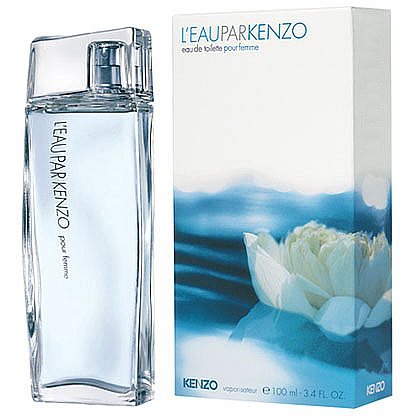 L'EAUPARKENZO
eau de toilette pour femme
L'EAUPARKENZO
pour femme
KENZO vaporisateur ℮ 100 ml - 3.4 FL. OZ.
KENZO